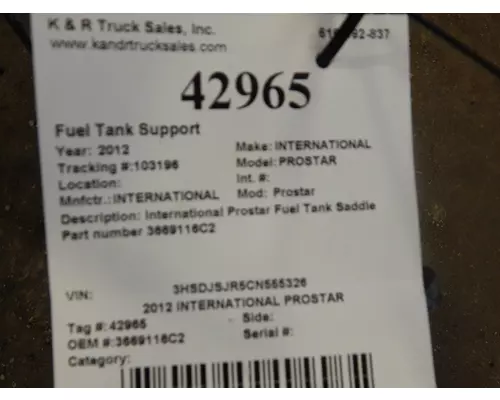 K & R Truck Sales, Inc.
www.kandrtrucksales.com
42965
Fuel Tank Support
Year: 2012 Make: INTERNATIONAL
Tracking #:103196 Model: PROSTAR
Location: Int. #:
Mnfctr.: INTERNATIONAL Mod: Prostar
Description: International Prostar Fuel Tank Saddle
Part number 3669116C2
VIN: 3HSDJSJR5CN555326
2012 INTERNATIONAL PROSTAR
Tag #: 42965 Side:
OEM #: 3669116C2 Serial #:
Category: